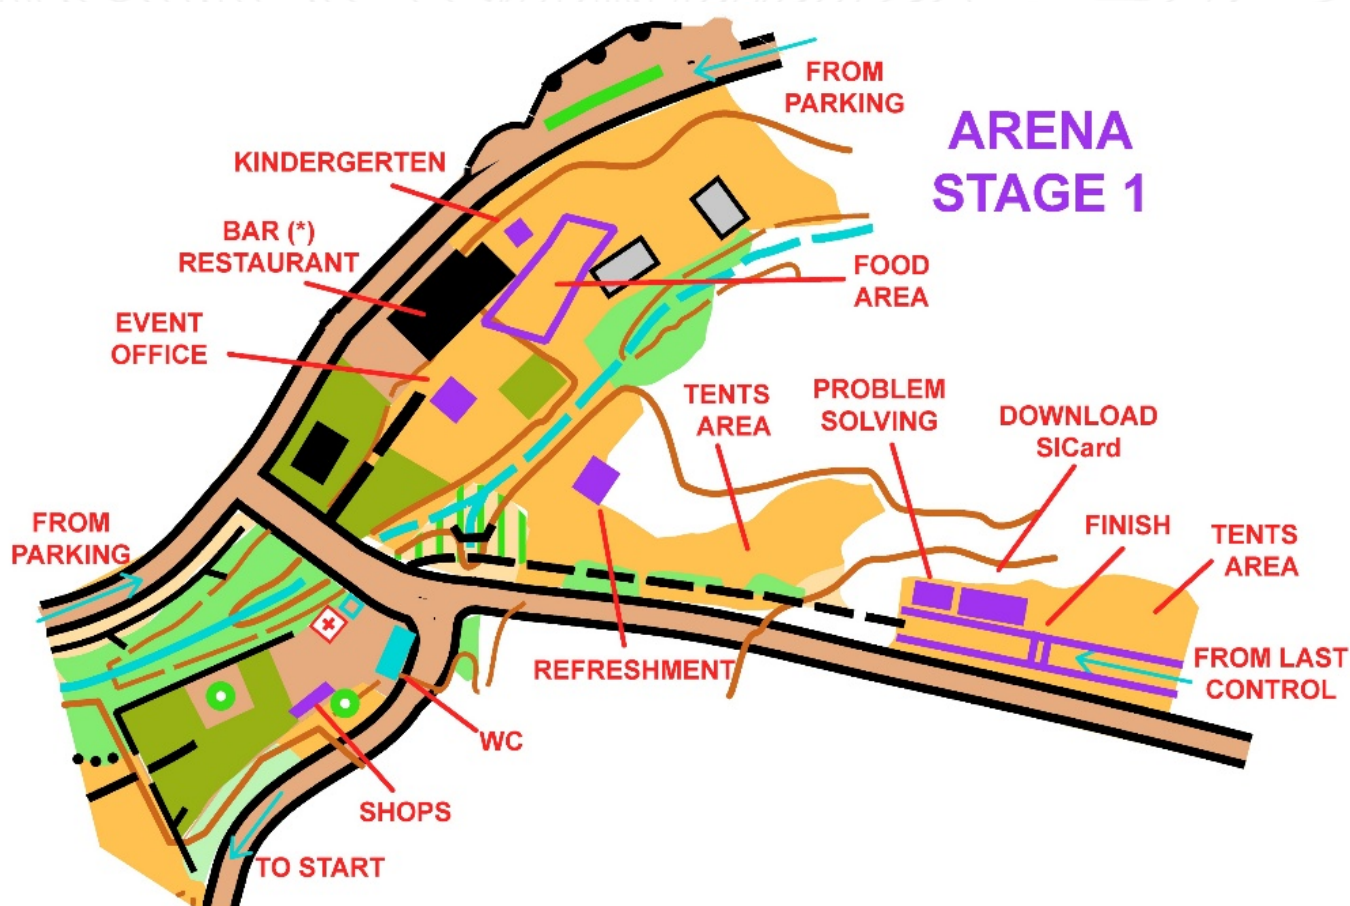 FROM
PARKING
ARENA
STAGE 1
KINDERGERTEN
BAR (*)
RESTAURANT
FOOD
AREA
EVENT
OFFICE
TENTS
AREA
PROBLEM
SOLVING
DOWNLOAD
SICard
FINISH
TENTS
AREA
FROM
PARKING
REFRESHMENT
FROM LAST
CONTROL
WC
SHOPS
TO START